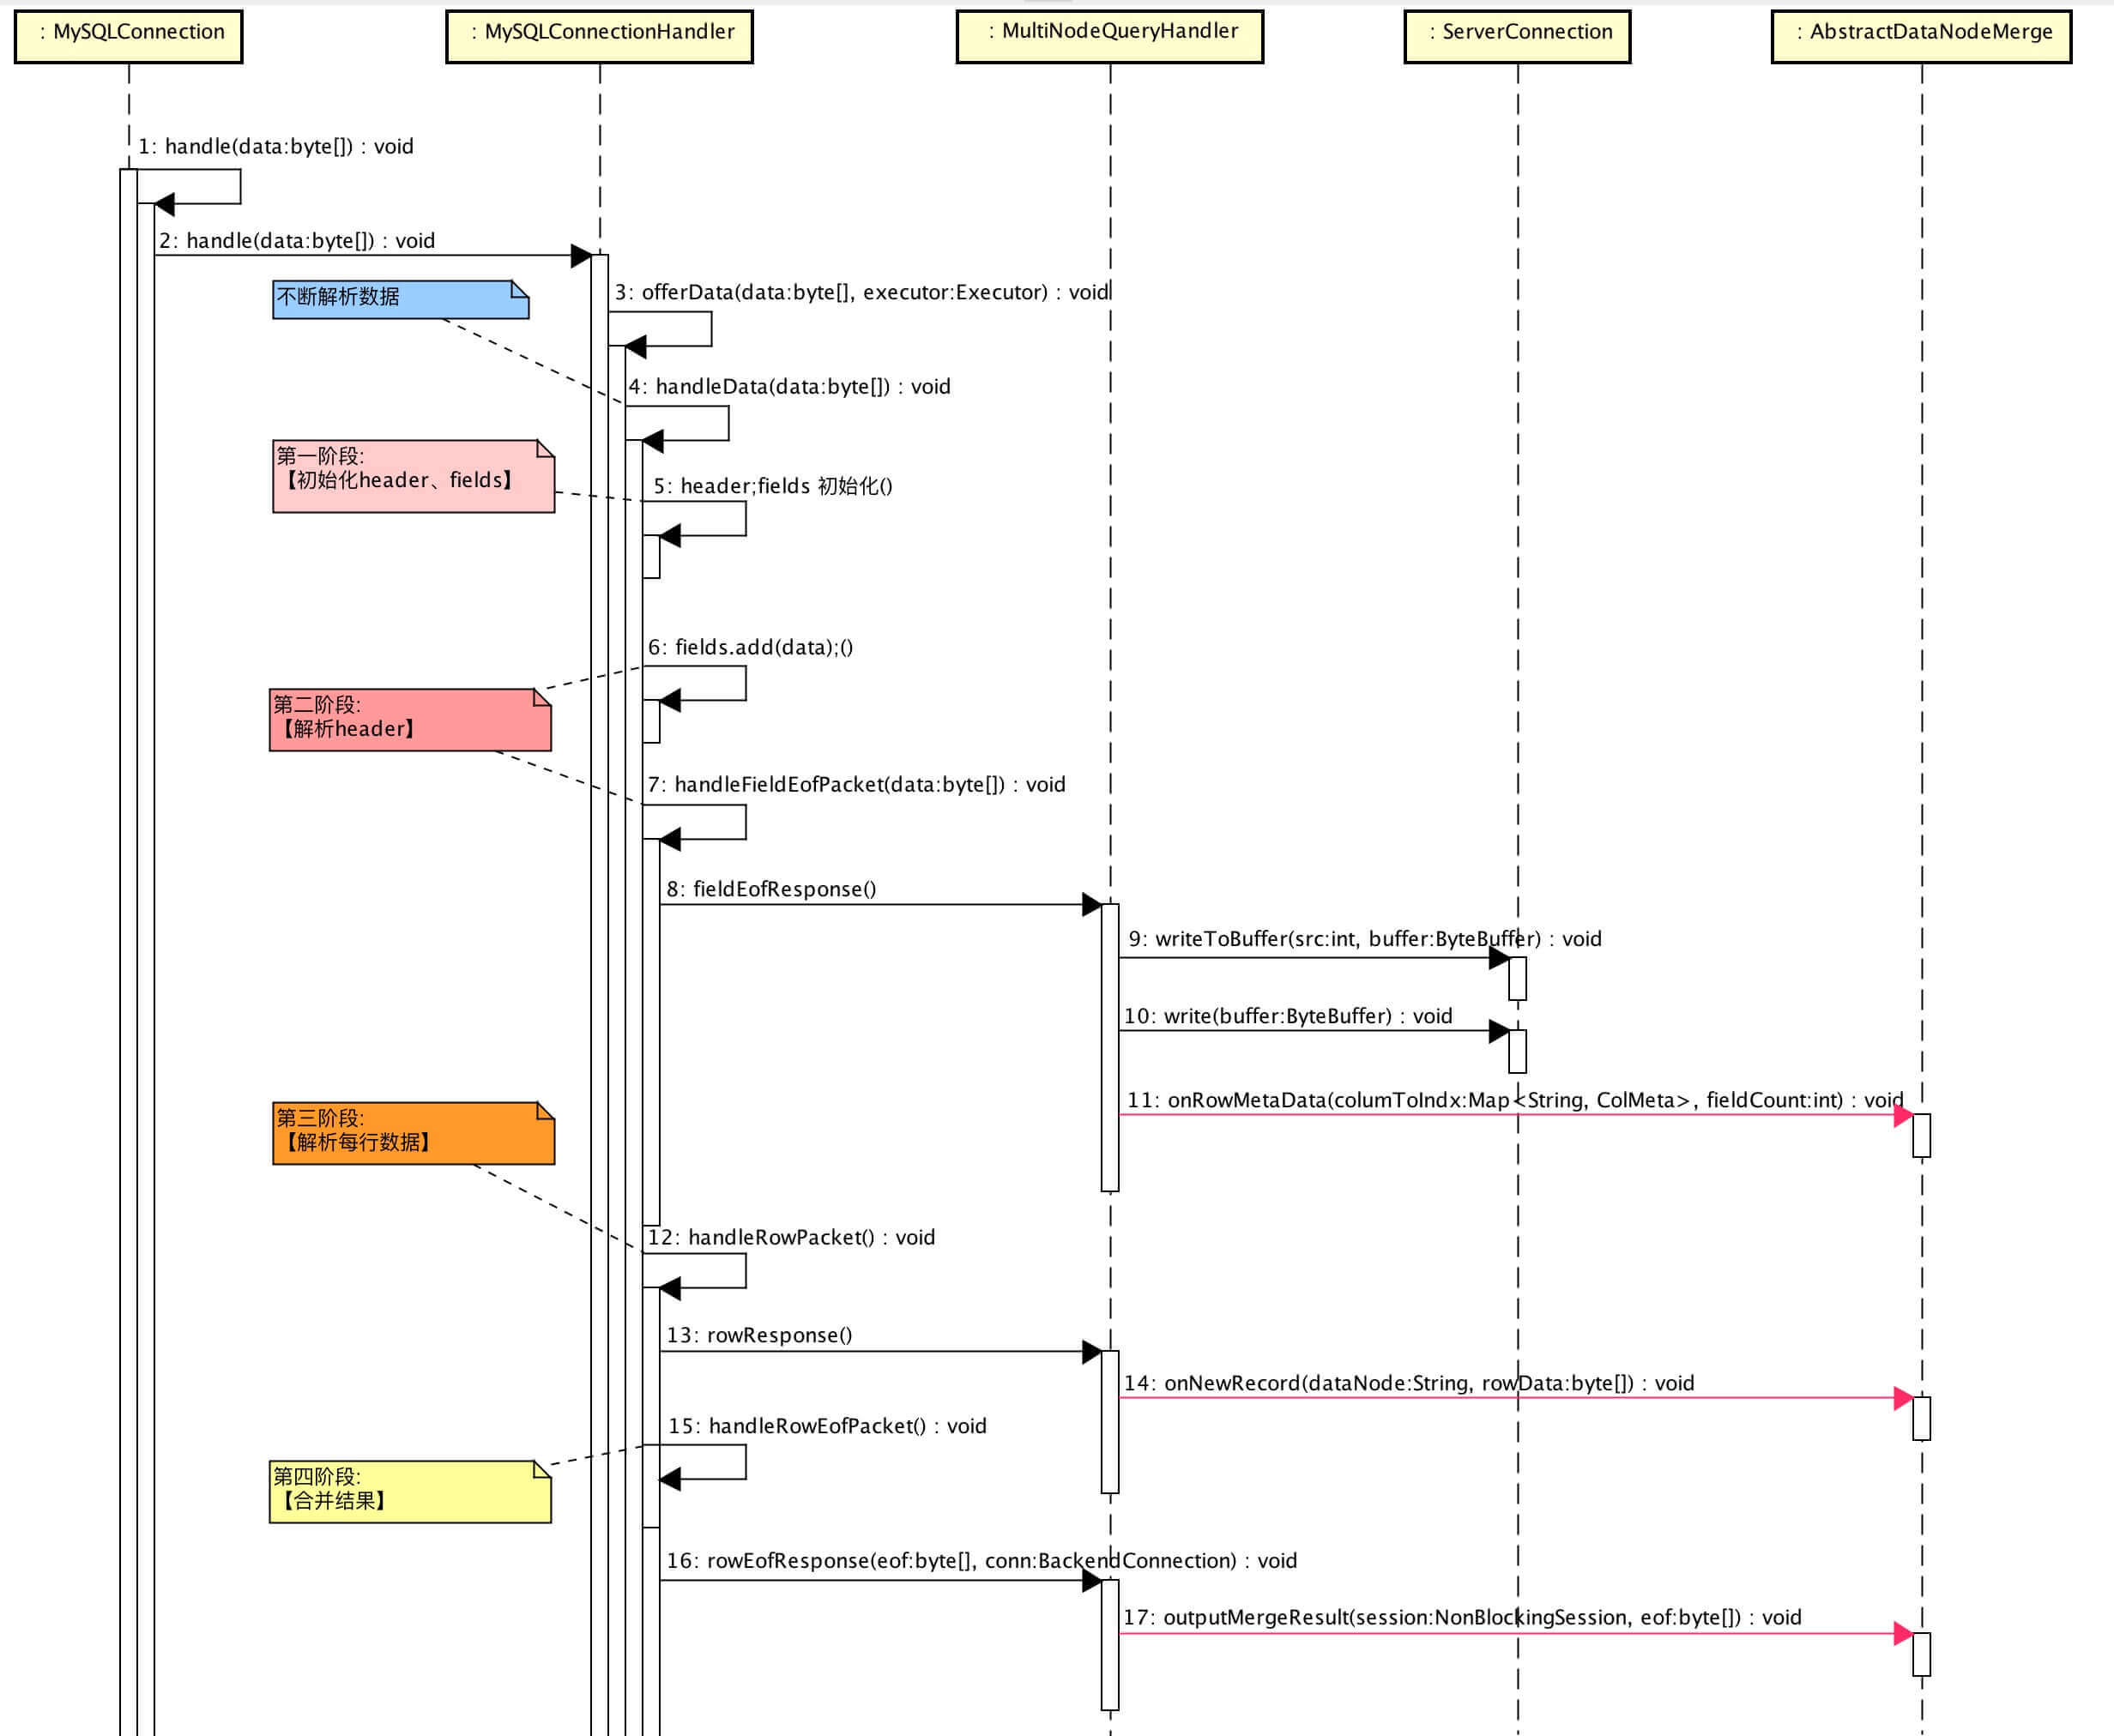 : MySQLConnection
: MySQLConnectionHandler
: MultiNodeQueryHandler
: ServerConnection
: AbstractDataNodeMerge
1: handle(data:byte[]) : void
2: handle(data:byte[]) : void
不断解析数据
3: offerData(data:byte[], executor:Executor) : void
4: handleData(data:byte[]) : void
第一阶段:
【初始化header、fields】
5: header;fields 初始化()
6: fields.add(data);()
第二阶段:
【解析header】
7: handleFieldEofPacket(data:byte[]) : void
8: fieldEofResponse()
9: writeToBuffer(src:int, buffer:ByteBuffer) : void
10: write(buffer:ByteBuffer) : void
11: onRowMetaData(columToIndx:Map<String, ColMeta>, fieldCount:int) : void
第三阶段:
【解析每行数据】
12: handleRowPacket() : void
13: rowResponse()
14: onNewRecord(dataNode:String, rowData:byte[]) : void
15: handleRowEofPacket() : void
第四阶段:
【合并结果】
16: rowEofResponse(eof:byte[], conn:BackendConnection) : void
17: outputMergeResult(session:NonBlockingSession, eof:byte[]) : void